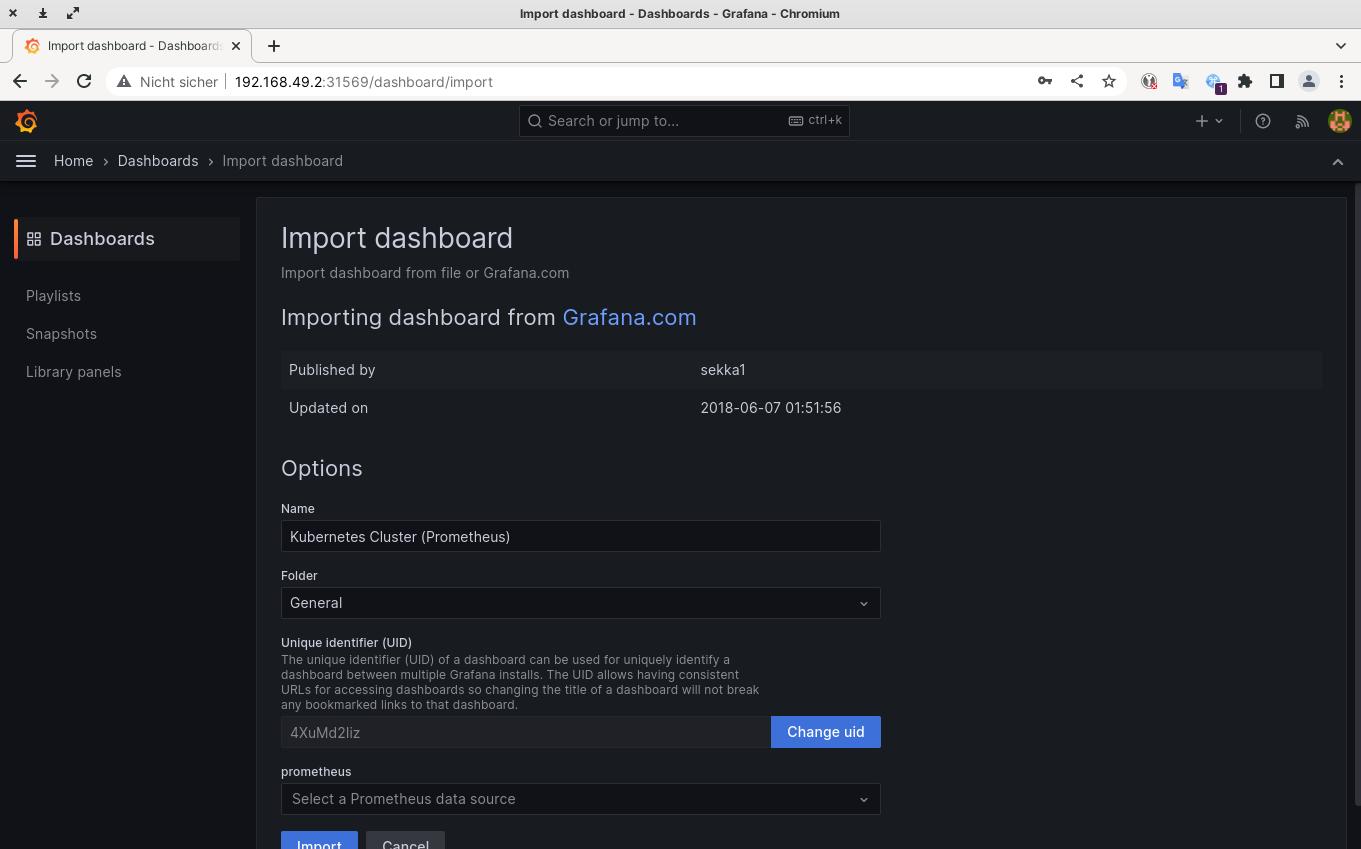 Import dashboard - Dashboards - Grafana - Chromium
Import dashboard - Dashboards
Nicht sicher 192.168.49.2:31569/dashboard/import
1
Search or jump to... ctrl+k
Home › Dashboards › Import dashboard
Dashboards
Playlists
Snapshots
Library panels
Import dashboard
Import dashboard from file or Grafana.com
Importing dashboard from Grafana.com
Published by sekka1
Updated on 2018-06-07 01:51:56
Options
Name
Kubernetes Cluster (Prometheus)
Folder
General
Unique identifier (UID)
The unique identifier (UID) of a dashboard can be used for uniquely identify a
dashboard between multiple Grafana installs. The UID allows having consistent
URLs for accessing dashboards so changing the title of a dashboard will not break
any bookmarked links to that dashboard.
4XuMd2Iiz Change uid
prometheus
Select a Prometheus data source
Import Cancel